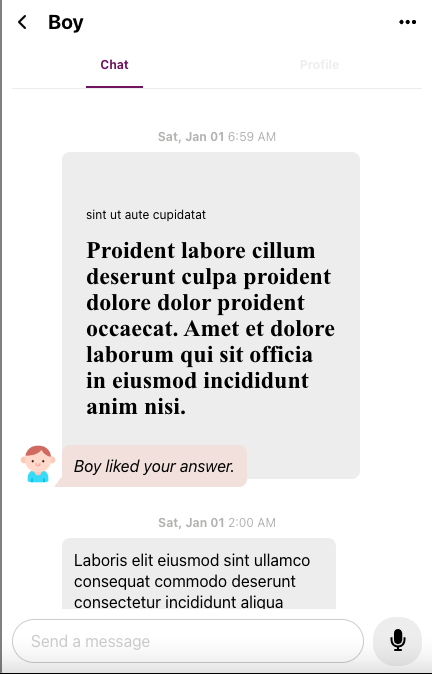 Boy
Chat
Profile
Sat, Jan 01 6:59 AM
sint ut aute cupidatat
Proident labore cillum
deserunt culpa proident
dolore dolor proident
occaecat. Amet et dolore
laborum qui sit officia
in eiusmod incididunt
anim nisi.
Boy liked your answer.
Sat, Jan 01 2:00 AM
Laboris elit eiusmod sint ullamco
consequat commodo deserunt
consectetur incididunt aliqua
Send a message